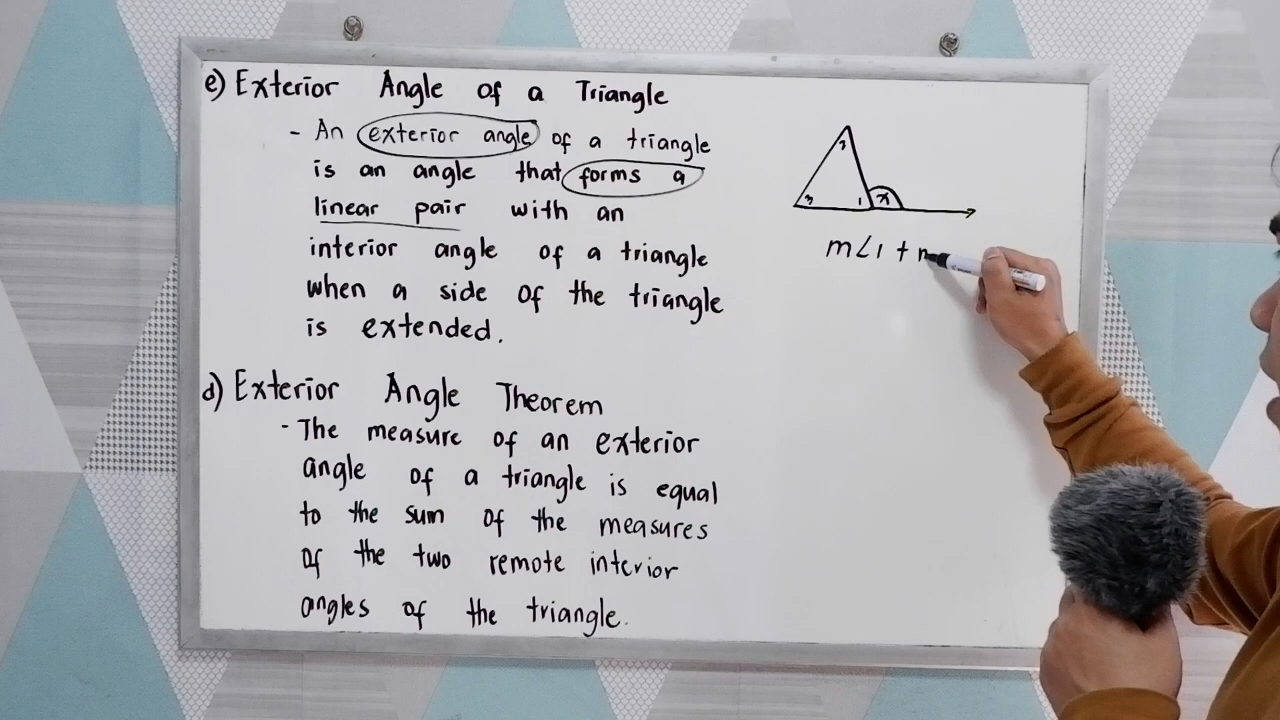 e) Exterior Angle of a Triangle
- An exterior angle of a triangle
is an angle that forms a
linear pair with an
interior angle of a triangle
when a side of the triangle
is extended.
d) Exterior Angle Theorem
- The measure of an exterior
angle of a triangle is equal
to the sum of the measures
of the two remote interior
angles of the triangle.
3 1 x
m∠1 + m